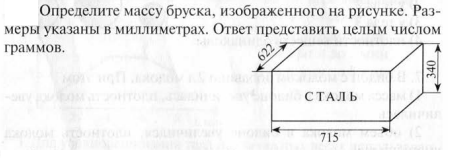 Определите массу бруска, изображенного на рисунке. Раз-
меры указаны в миллиметрах. Ответ представить целым числом
граммов.
622
340
СТАЛЬ
715